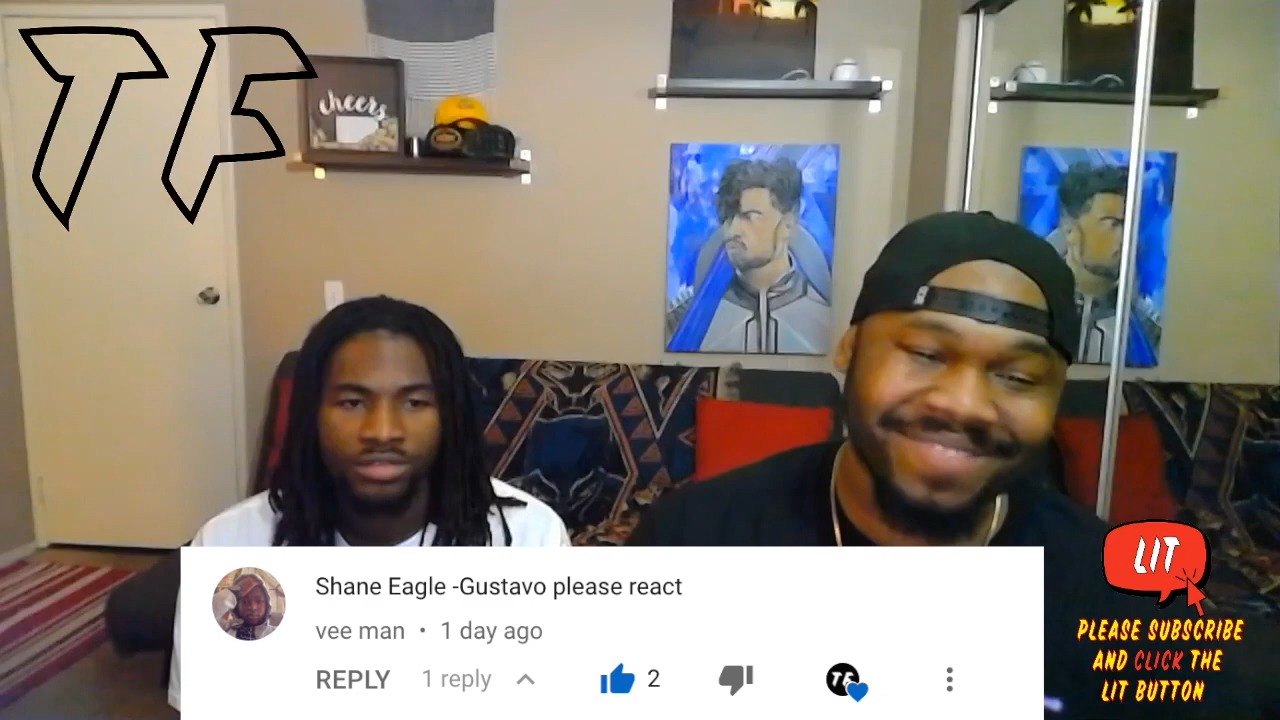 TF
cheers
Shane Eagle -Gustavo please react
vee man • 1 day ago
REPLY 1 reply 2
TF
LIT
PLEASE SUBSCRIBE
AND CLICK THE
LIT BUTTON